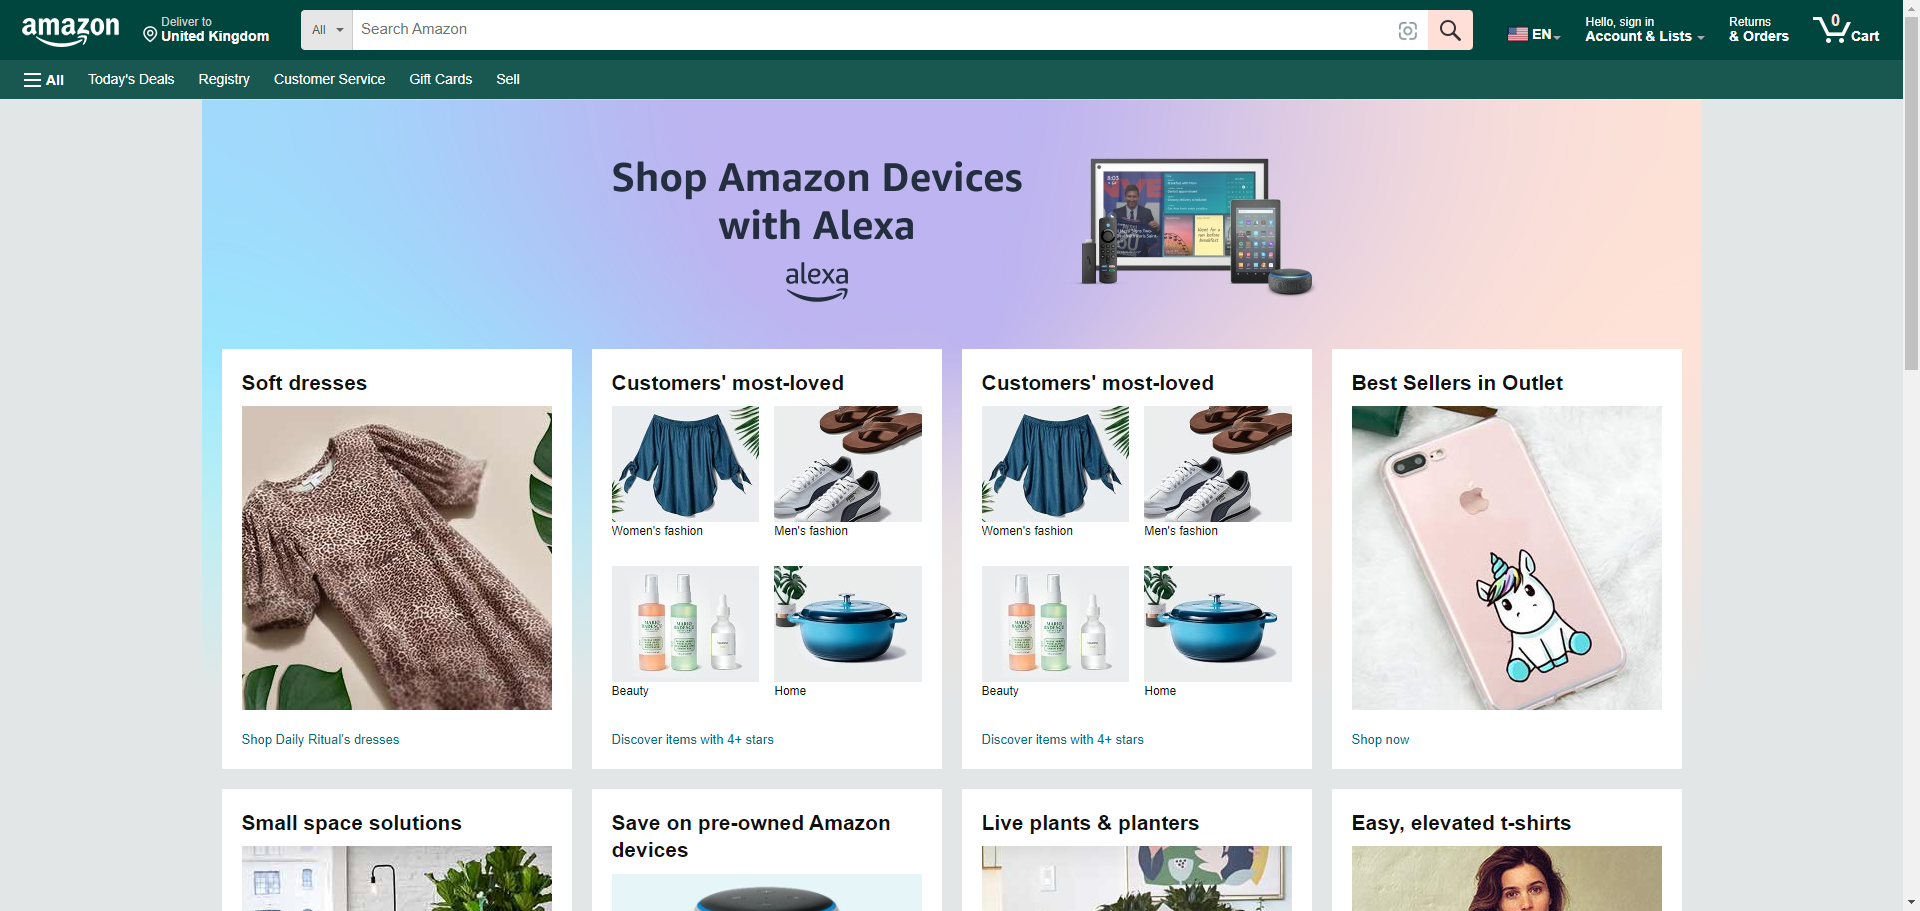 amazon
Deliver to
United Kingdom
All
Search Amazon
EN
Hello, sign in
Account & Lists
Returns
& Orders
0
Cart
All
Today's Deals
Registry
Customer Service
Gift Cards
Sell
Shop Amazon Devices
with Alexa
alexa
Soft dresses
Shop Daily Ritual's dresses
Customers' most-loved
Women's fashion
Men's fashion
Beauty
Home
Discover items with 4+ stars
Customers' most-loved
Women's fashion
Men's fashion
Beauty
Home
Discover items with 4+ stars
Best Sellers in Outlet
Shop now
Small space solutions
Save on pre-owned Amazon
devices
Live plants & planters
Easy, elevated t-shirts